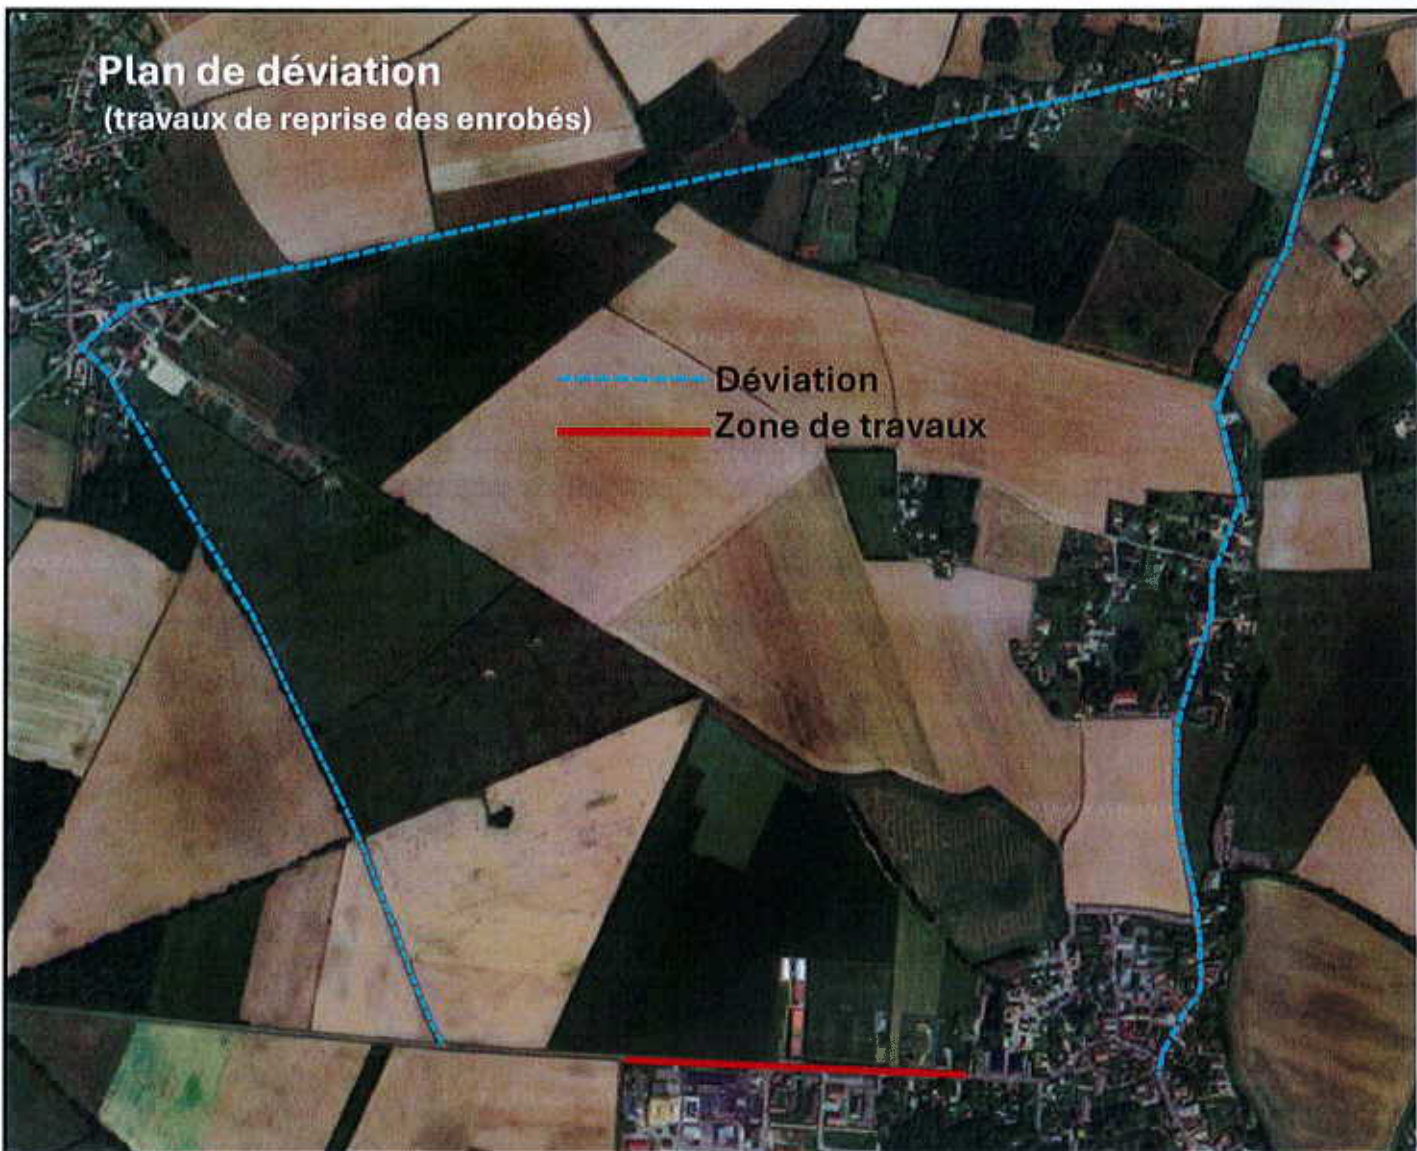 Plan de déviation
(travaux de reprise des enrobés)
Déviation
Zone de travaux